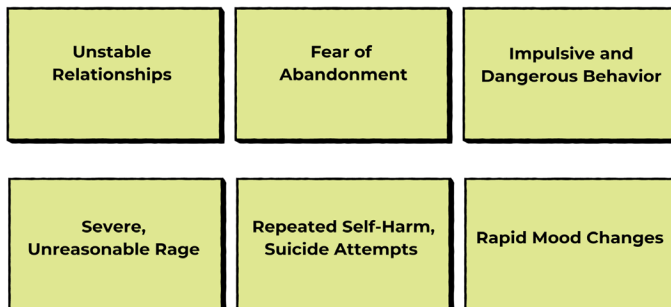 Unstable
Relationships
Fear of
Abandonment
Impulsive and
Dangerous Behavior
Severe,
Unreasonable Rage
Repeated Self-Harm,
Suicide Attempts
Rapid Mood Changes